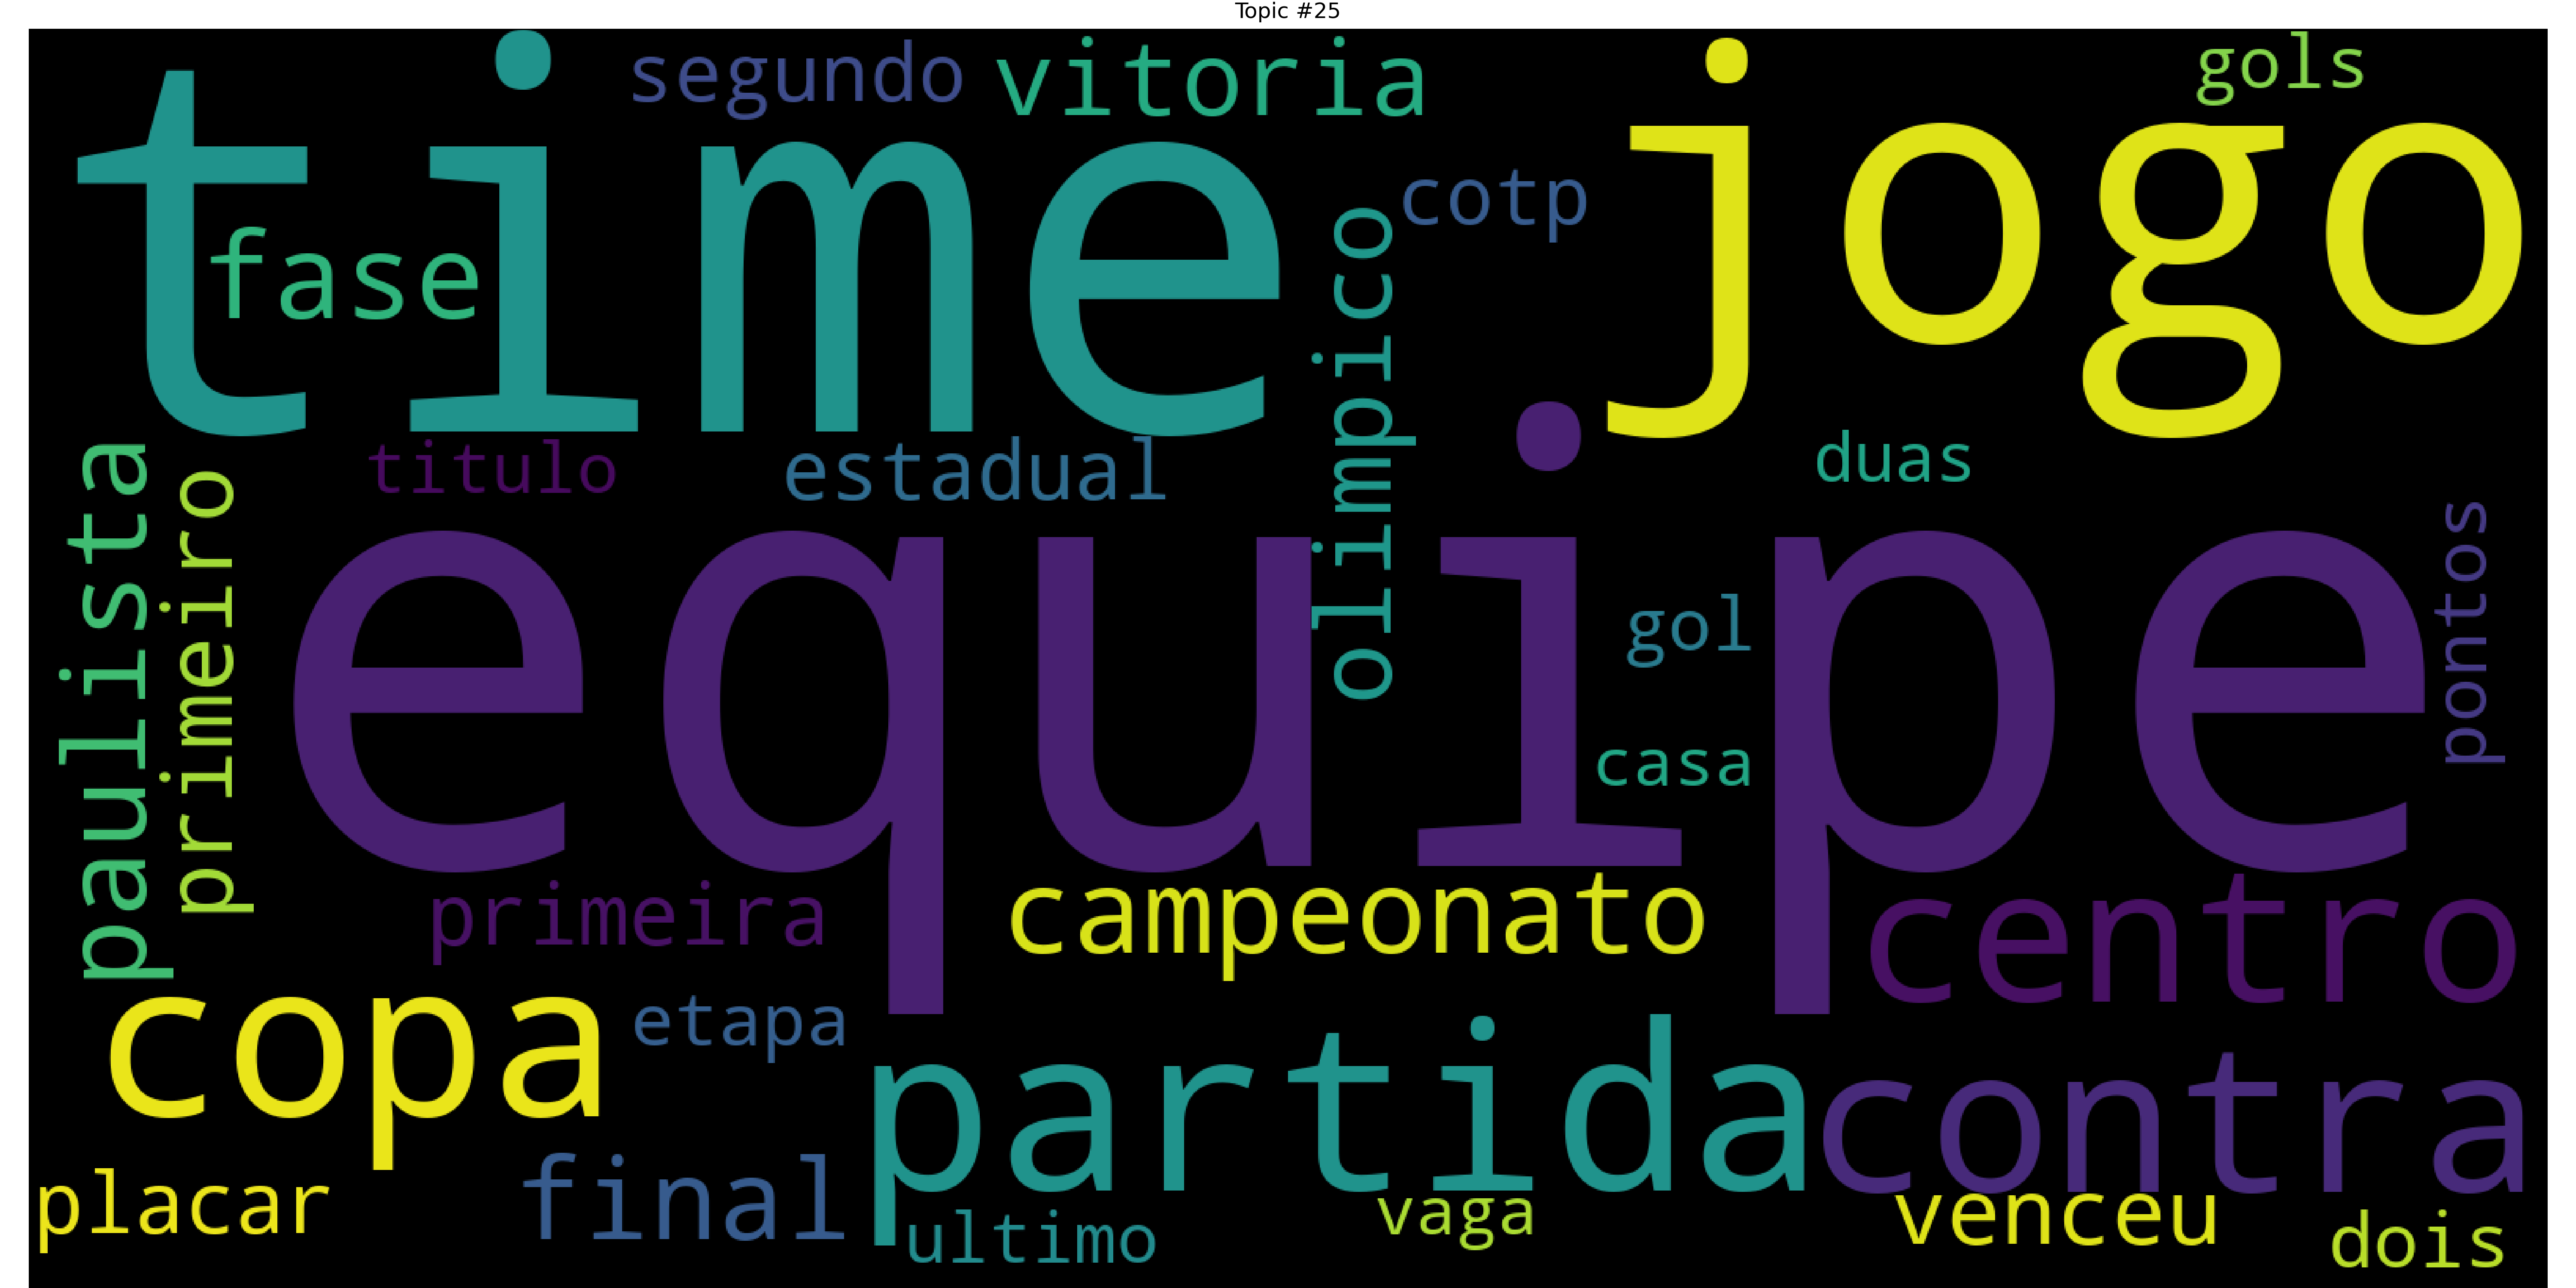 Topic #25
segundo
vitoria
gols
time
jogo
cotp
fase
olimpico
titulo
estadual
duas
paulista
primeiro
equipe
pontos
gol
casa
primeira
campeonato
centro
copa
etapa
partida
contra
placar
final
ultimo
vaga
venceu
dois